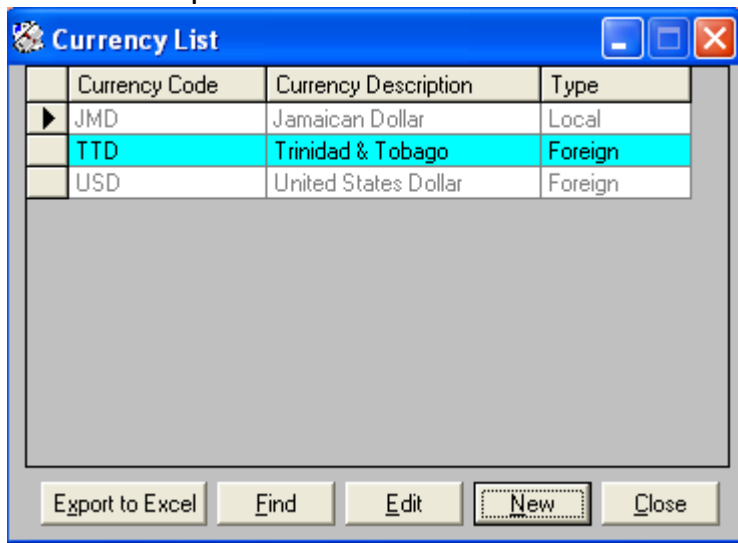 Currency List
Currency Code Currency Description Type
JMD Jamaican Dollar Local
TTD Trinidad & Tobago Foreign
USD United States Dollar Foreign
Export to Excel Find Edit New Close